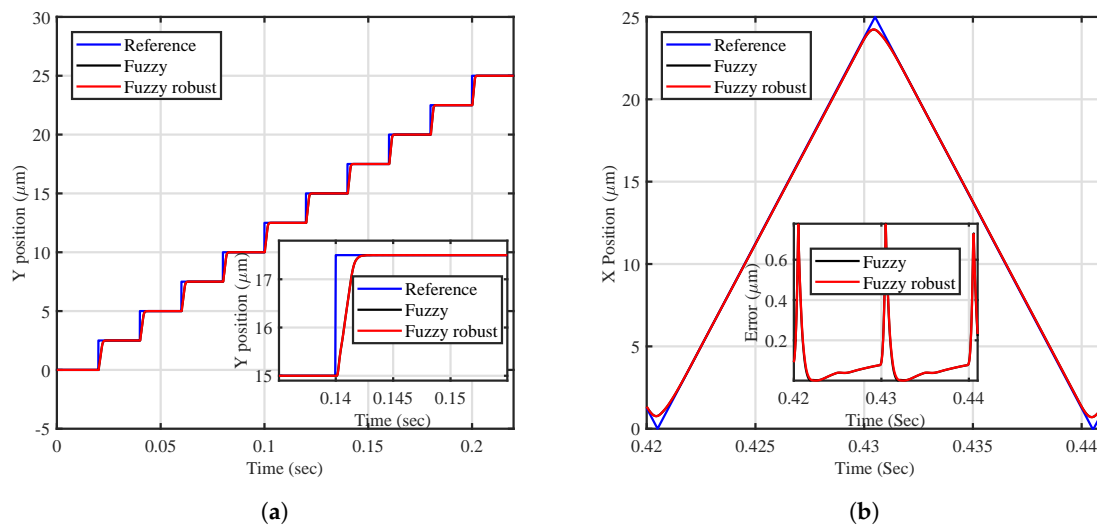 30
25
20
15
10
5
0
-5
Y position (μm)
Reference
Fuzzy
Fuzzy robust
17
16
15
Y position (μm)
Reference
Fuzzy
Fuzzy robust
0.14
0.145
0.15
Time (sec)
0
0.05
0.1
0.15
0.2
Time (sec)
(a)
25
20
15
10
5
0
X Position (μm)
Reference
Fuzzy
Fuzzy robust
0.6
0.4
0.2
Error (μm)
Fuzzy
Fuzzy robust
0.42
0.43
0.44
Time (Sec)
0.42
0.425
0.43
0.435
0.44
Time (Sec)
(b)